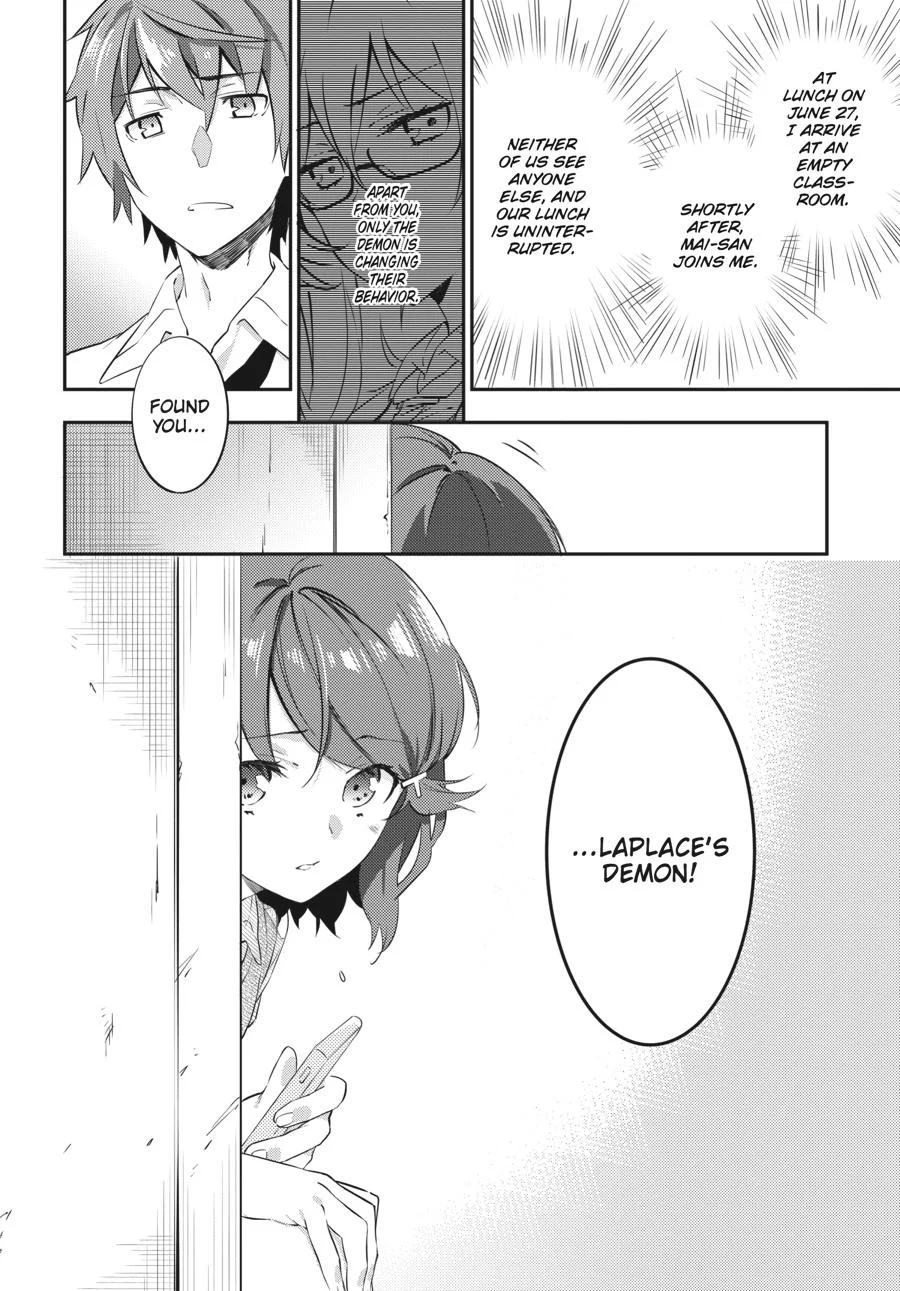 AT
LUNCH ON
JUNE 27,
I ARRIVE
AT AN
EMPTY
CLASS-
ROOM.
SHORTLY
AFTER,
MAI-SAN
JOINS ME.
NEITHER
OF US SEE
ANYONE
ELSE, AND
OUR LUNCH
IS UNINTER-
RUPTED.
APART
FROM YOU,
ONLY THE
DEMON IS
CHANGING
THEIR
BEHAVIOR.
FOUND
YOU...
...LAPLACE'S
DEMON!